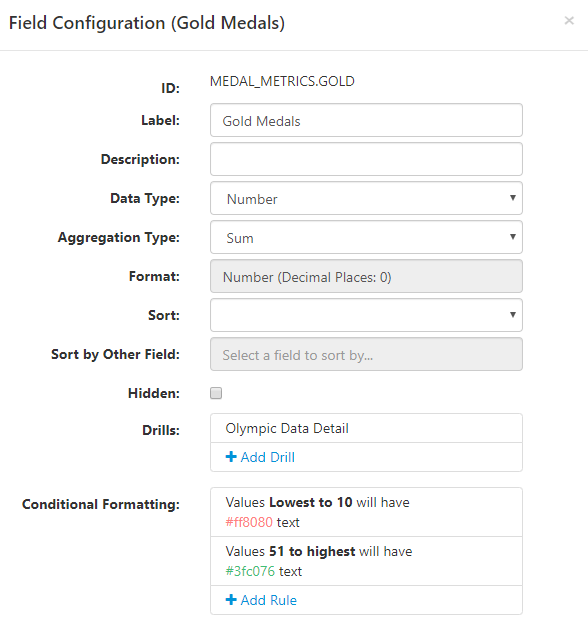 Field Configuration (Gold Medals)
×
ID: MEDAL_METRICS.GOLD
Label: Gold Medals
Description:
Data Type: Number
Aggregation Type: Sum
Format: Number (Decimal Places: 0)
Sort:
Sort by Other Field: Select a field to sort by...
Hidden:
Drills: Olympic Data Detail
+ Add Drill
Conditional Formatting: Values Lowest to 10 will have
#ff8080 text
Values 51 to highest will have
#3fc076 text
+ Add Rule